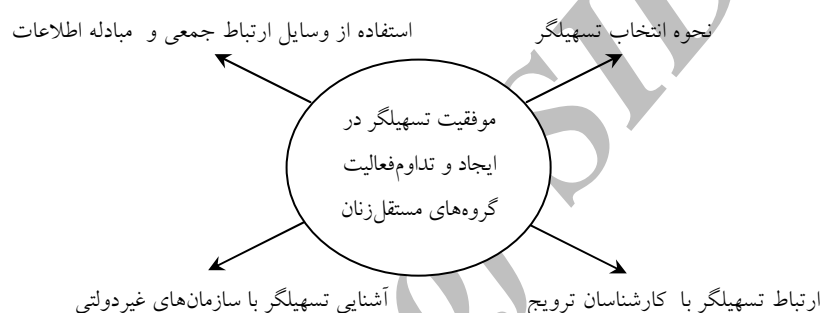 نحوه انتخاب تسهیلگر
استفاده از وسایل ارتباط جمعی و مبادله اطلاعات
موفقیت تسهیلگر در
ایجاد و تداوم‌فعالیت
گروه‌های مستقل‌زنان
ارتباط تسهیلگر با کارشناسان ترویج
آشنایی تسهیلگر با سازمان‌های غیردولتی